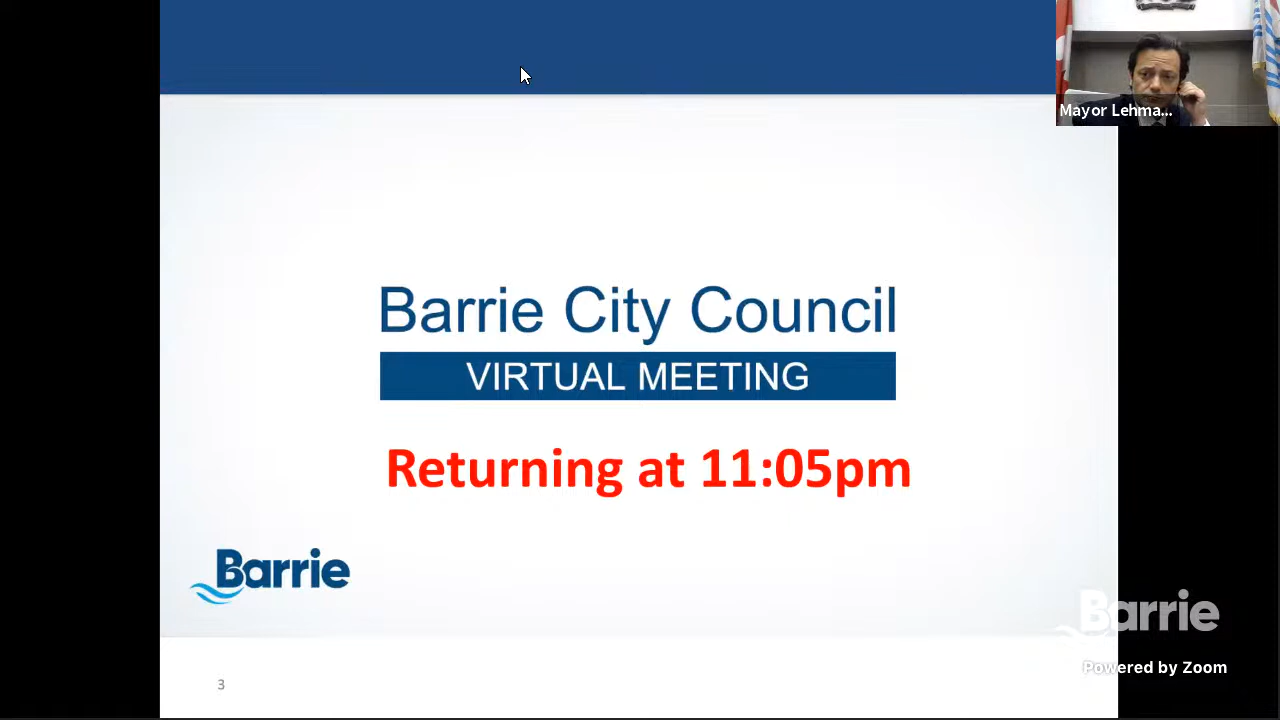 Mayor Lehma...
Barrie City Council
VIRTUAL MEETING
Returning at 11:05pm
Barrie
Barrie
Powered by Zoom
3